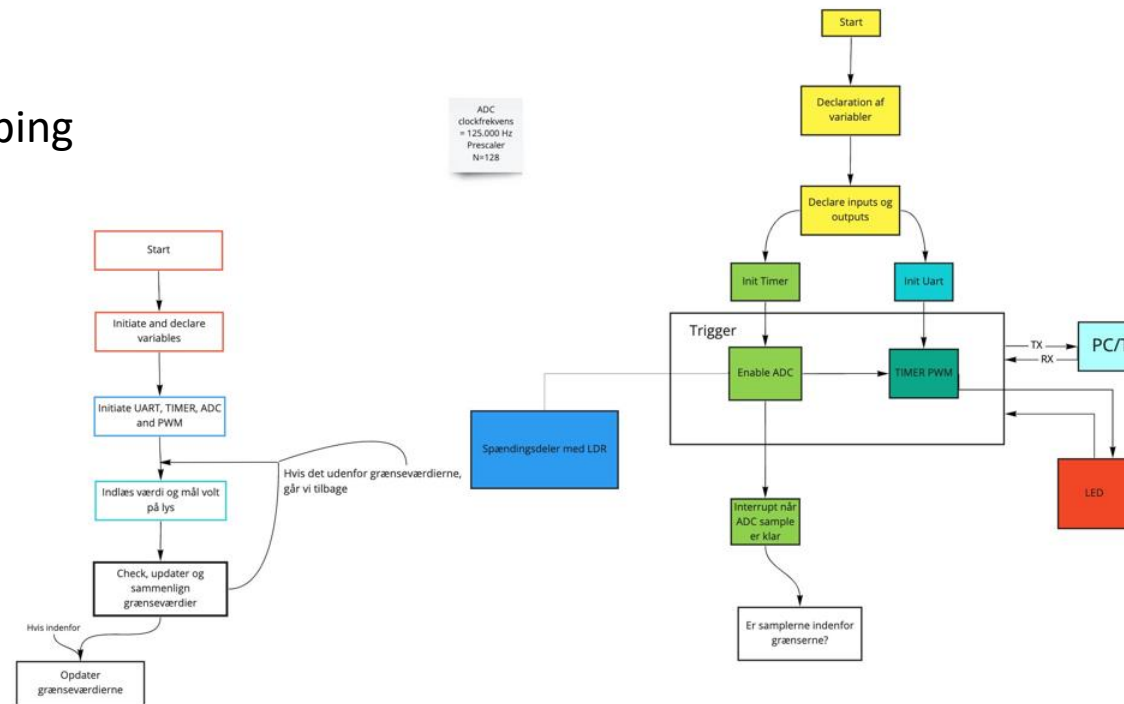 ping
ADC
clockfrekvens
= 125.000 Hz
Prescaler
N=128
Start
Initiate and declare
variables
Initiate UART, TIMER, ADC
and PWM
Hvis det udenfor grænseværdierne,
går vi tilbage
Indlæs værdi og mål volt
på lys
Check, updater og
sammenlign
grænseværdier
Hvis indenfor
Opdater
grænseværdierne
Start
Declaration af
variabler
Declare inputs og
outputs
Init Timer
Init Uart
Trigger
Enable ADC
TIMER PWM
TX
RX
PC/T
Spændingsdeler med LDR
LED
Interrupt når
ADC sample
er klar
Er samplerne indenfor
grænserne?